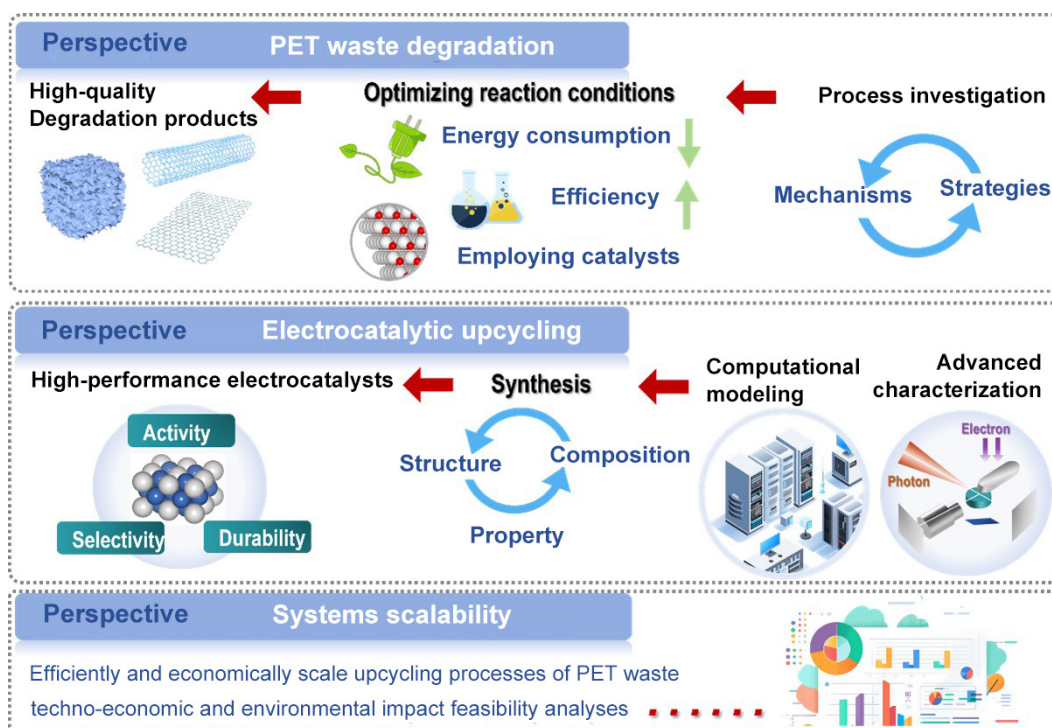 Perspective PET waste degradation
High-quality
Degradation products
Optimizing reaction conditions
Energy consumption
Efficiency
Employing catalysts
Process investigation
Mechanisms
Strategies
Perspective Electrocatalytic upcycling
High-performance electrocatalysts
Activity
Selectivity
Durability
Synthesis
Structure
Composition
Property
Computational
modeling
Advanced
characterization
Electron
Photon
Perspective Systems scalability
Efficiently and economically scale upcycling processes of PET waste
techno-economic and environmental impact feasibility analyses ......